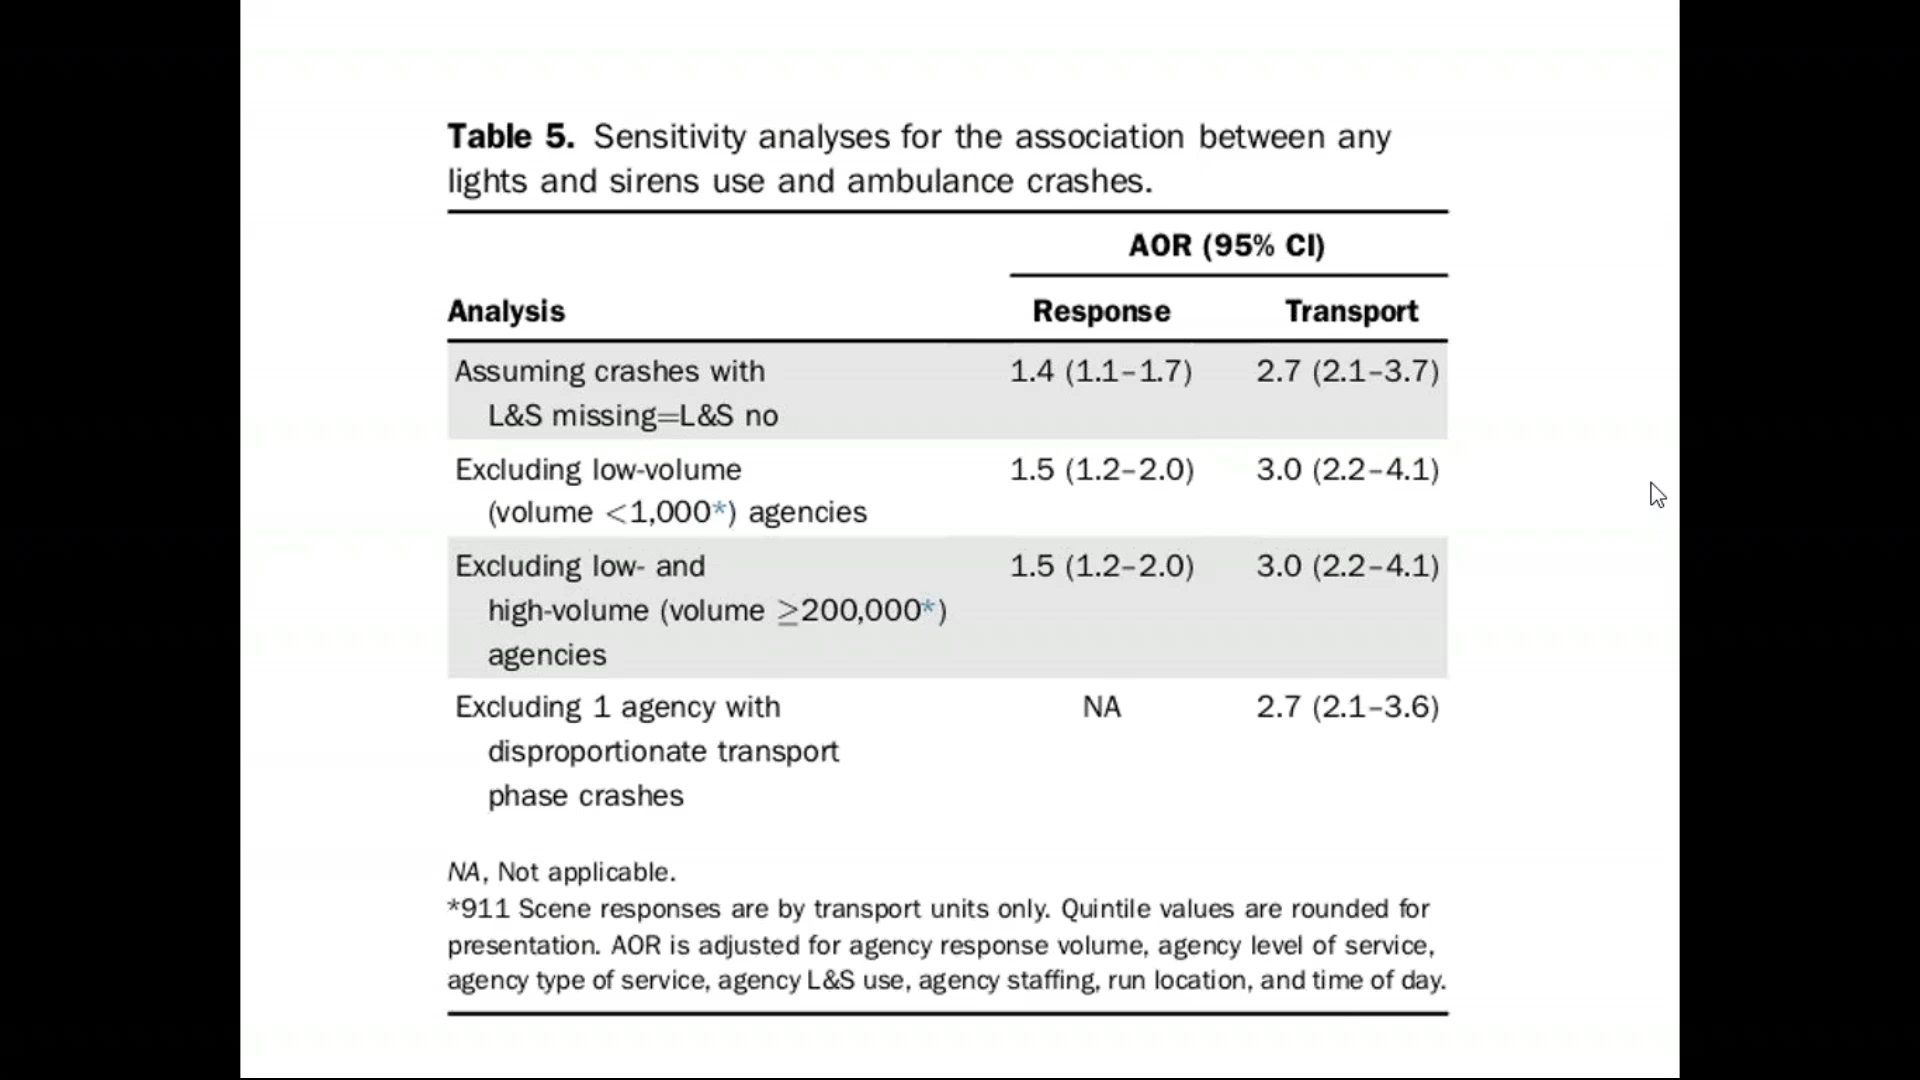 Table 5. Sensitivity analyses for the association between any
lights and sirens use and ambulance crashes.
AOR (95% CI)
Analysis Response Transport
Assuming crashes with 1.4 (1.1–1.7) 2.7 (2.1–3.7)
L&S missing=L&S no
Excluding low-volume 1.5 (1.2–2.0) 3.0 (2.2–4.1)
(volume <1,000*) agencies
Excluding low- and 1.5 (1.2–2.0) 3.0 (2.2–4.1)
high-volume (volume ≥200,000*)
agencies
Excluding 1 agency with NA 2.7 (2.1–3.6)
disproportionate transport
phase crashes
NA, Not applicable.
*911 Scene responses are by transport units only. Quintile values are rounded for
presentation. AOR is adjusted for agency response volume, agency level of service,
agency type of service, agency L&S use, agency staffing, run location, and time of day.